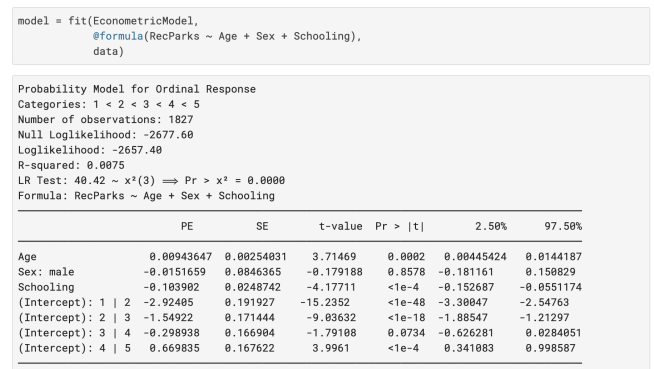 model = fit(EconometricModel,
            @formula(RecParks ~ Age + Sex + Schooling),
            data)
Probability Model for Ordinal Response
Categories: 1 < 2 < 3 < 4 < 5
Number of observations: 1827
Null Loglikelihood: -2677.60
Loglikelihood: -2657.40
R-squared: 0.0075
LR Test: 40.42 ~ χ²(3) ⟹ Pr > χ² = 0.0000
Formula: RecParks ~ Age + Sex + Schooling
PE SE t-value Pr > |t| 2.50% 97.50%
Age 0.00943647 0.00254031 3.71469 0.0002 0.00445424 0.0144187
Sex: male -0.0151659 0.0846365 -0.179188 0.8578 -0.181161 0.150829
Schooling -0.103902 0.0248742 -4.17711 <1e-4 -0.152687 -0.0551174
(Intercept): 1 | 2 -2.92405 0.191927 -15.2352 <1e-48 -3.30047 -2.54763
(Intercept): 2 | 3 -1.54922 0.171444 -9.03632 <1e-18 -1.88547 -1.21297
(Intercept): 3 | 4 -0.298938 0.166904 -1.79108 0.0734 -0.626281 0.0284051
(Intercept): 4 | 5 0.669835 0.167622 3.9961 <1e-4 0.341083 0.998587